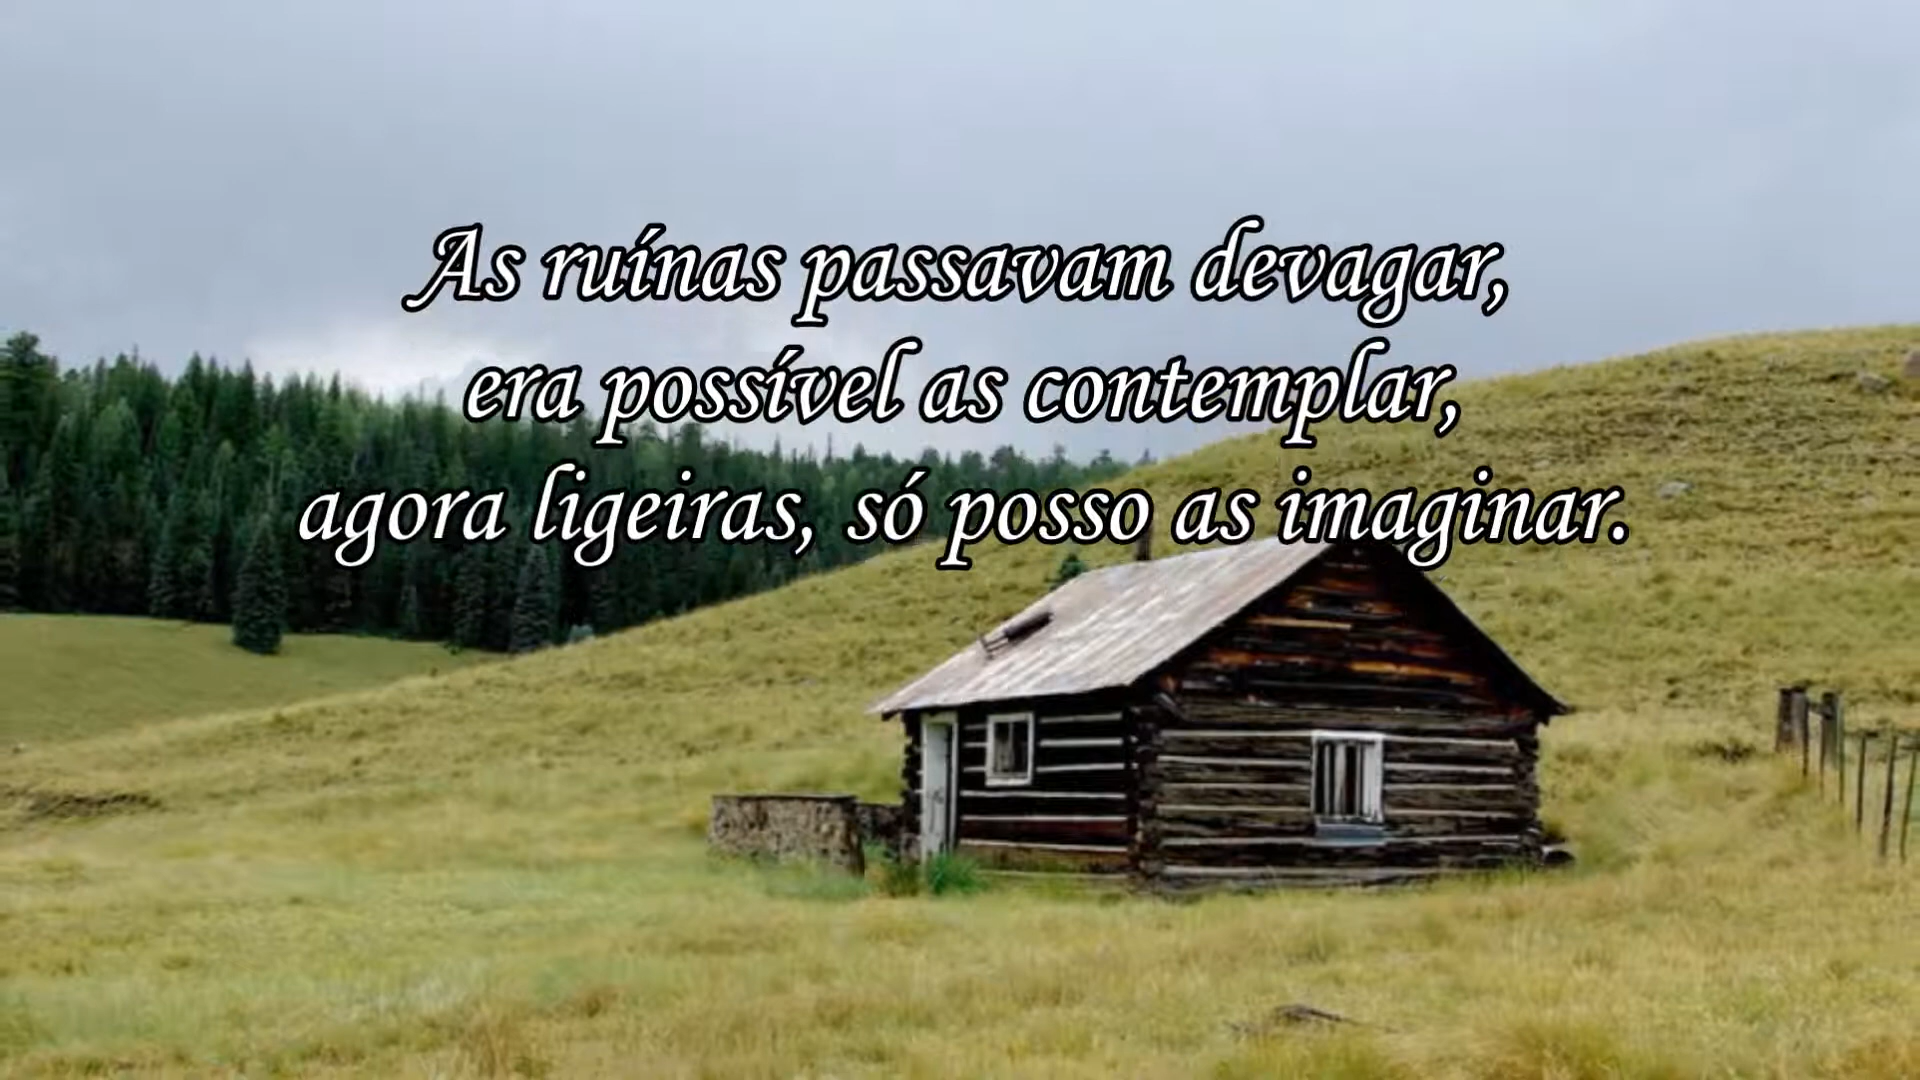 As ruínas passavam devagar,
era possível as contemplar,
agora ligeiras, só posso as imaginar.